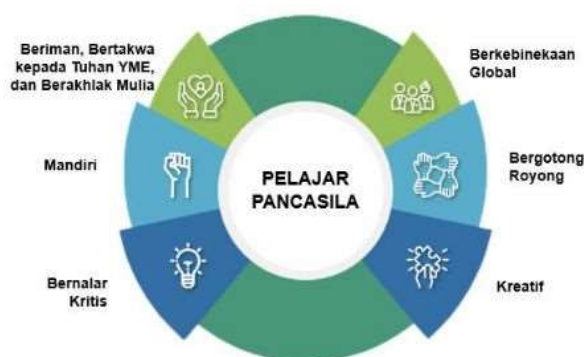 Beriman, Bertakwa
kepada Tuhan YME,
dan Berakhlak Mulia
Berkebinekaan
Global
Mandiri
PELAJAR
PANCASILA
Bergotong
Royong
Bernalar
Kritis
Kreatif